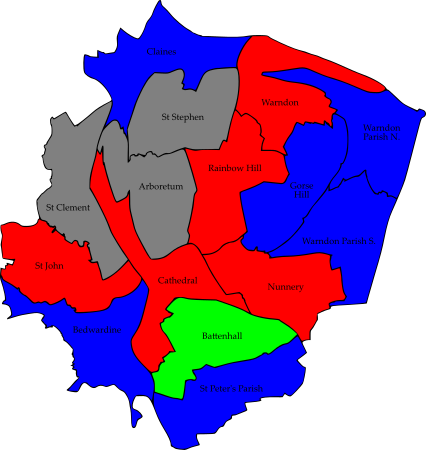 Claines
Warndon
St Stephen
Warndon
Parish N
Rainbow Hill
Arboretum
Gorse
Hill
St Clement
Warndon Parish S
St John
Cathedral
Nunnery
Bedwardine
Battenhall
St Peter's Parish